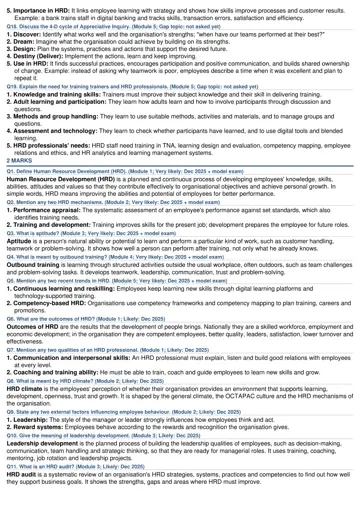 5. Importance in HRD: It links employee learning with strategy and shows how skills improve processes and customer results.
Example: a bank trains staff in digital banking and tracks skills, transaction errors, satisfaction and efficiency.
Q18. Discuss the 4-D cycle of Appreciative Inquiry. (Module 5; Gap topic: not asked yet)
1. Discover: Identify what works well and the organisation's strengths; "when have our teams performed at their best?"
2. Dream: Imagine what the organisation could achieve by building on its strengths.
3. Design: Plan the systems, practices and actions that support the desired future.
4. Destiny (Deliver): Implement the actions, learn and keep improving.
5. Use in HRD: It finds successful practices, encourages participation and positive communication, and builds shared ownership
of change. Example: instead of asking why teamwork is poor, employees describe a time when it was excellent and plan to
repeat it.
Q19. Explain the need for training trainers and HRD professionals. (Module 5; Gap topic: not asked yet)
1. Knowledge and training skills: Trainers must improve their subject knowledge and their skill in delivering training.
2. Adult learning and participation: They learn how adults learn and how to involve participants through discussion and
questions.
3. Methods and group handling: They learn to use suitable methods, activities and materials, and to manage groups and
questions.
4. Assessment and technology: They learn to check whether participants have learned, and to use digital tools and blended
learning.
5. HRD professionals' needs: HRD staff need training in TNA, learning design and evaluation, competency mapping, employee
relations and ethics, and HR analytics and learning management systems.
2 MARKS
Q1. Define Human Resource Development (HRD). (Module 1; Very likely: Dec 2025 + model exam)
Human Resource Development (HRD) is a planned and continuous process of developing employees' knowledge, skills,
abilities, attitudes and values so that they contribute effectively to organisational objectives and achieve personal growth. In
simple words, HRD means improving the abilities and potential of employees for better performance.
Q2. Mention any two HRD mechanisms. (Module 2; Very likely: Dec 2025 + model exam)
1. Performance appraisal: The systematic assessment of an employee's performance against set standards, which also
identifies training needs.
2. Training and development: Training improves skills for the present job; development prepares the employee for future roles.
Q3. What is aptitude? (Module 2; Very likely: Dec 2025 + model exam)
Aptitude is a person's natural ability or potential to learn and perform a particular kind of work, such as customer handling,
teamwork or problem-solving. It shows how well a person can perform after training, not only what he already knows.
Q4. What is meant by outbound training? (Module 4; Very likely: Dec 2025 + model exam)
Outbound training is learning through structured activities outside the usual workplace, often outdoors, such as team challenges
and problem-solving tasks. It develops teamwork, leadership, communication, trust and problem-solving.
Q5. Mention any two recent trends in HRD. (Module 5; Very likely: Dec 2025 + model exam)
1. Continuous learning and reskilling: Employees keep learning new skills through digital learning platforms and
technology-supported training.
2. Competency-based HRD: Organisations use competency frameworks and competency mapping to plan training, careers and
promotions.
Q6. What are the outcomes of HRD? (Module 1; Likely: Dec 2025)
Outcomes of HRD are the results that the development of people brings. Nationally they are a skilled workforce, employment and
economic development; in the organisation they are competent employees, better quality, leaders, satisfaction, lower turnover and
effectiveness.
Q7. Mention any two qualities of an HRD professional. (Module 1; Likely: Dec 2025)
1. Communication and interpersonal skills: An HRD professional must explain, listen and build good relations with employees
at every level.
2. Coaching and training ability: He must be able to train, coach and guide employees to learn new skills and grow.
Q8. What is meant by HRD climate? (Module 2; Likely: Dec 2025)
HRD climate is the employees' perception of whether their organisation provides an environment that supports learning,
development, openness, trust and growth. It is shaped by the general climate, the OCTAPAC culture and the HRD mechanisms of
the organisation.
Q9. State any two external factors influencing employee behaviour. (Module 2; Likely: Dec 2025)
1. Leadership: The style of the manager or leader strongly influences how employees think and act.
2. Reward systems: Employees behave according to the rewards and recognition the organisation gives.
Q10. Give the meaning of leadership development. (Module 3; Likely: Dec 2025)
Leadership development is the planned process of building the leadership qualities of employees, such as decision-making,
communication, team handling and strategic thinking, so that they are ready for managerial roles. It uses training, coaching,
mentoring, job rotation and leadership projects.
Q11. What is an HRD audit? (Module 3; Likely: Dec 2025)
HRD audit is a systematic review of an organisation's HRD strategies, systems, practices and competencies to find out how well
they support business goals. It shows the strengths, gaps and areas where HRD must improve.